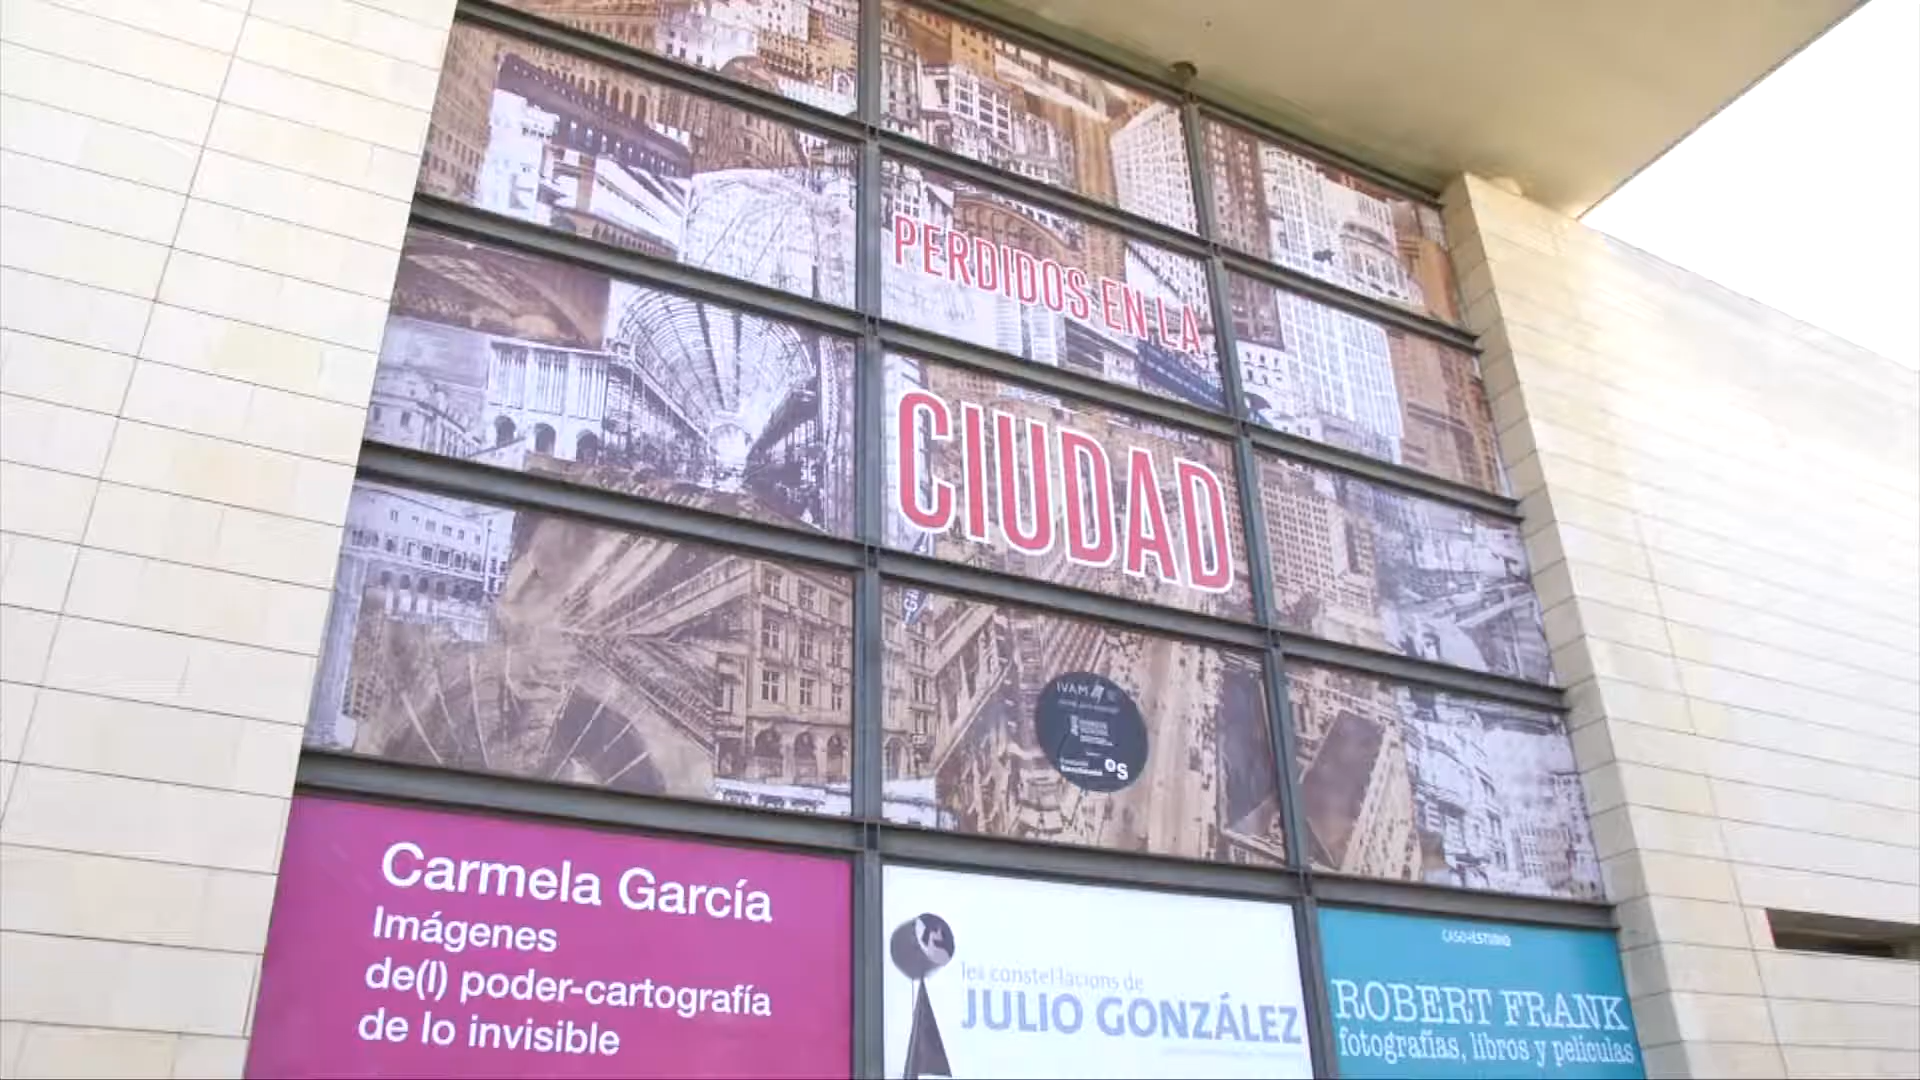 PERDIDOS EN LA
CIUDAD
IVAM
OS
Carmela García
Imágenes
de(l) poder-cartografía
de lo invisible
les constel·lacions de
JULIO GONZÁLEZ
CASO ESTUDIO
ROBERT FRANK
fotografías, libros y películas